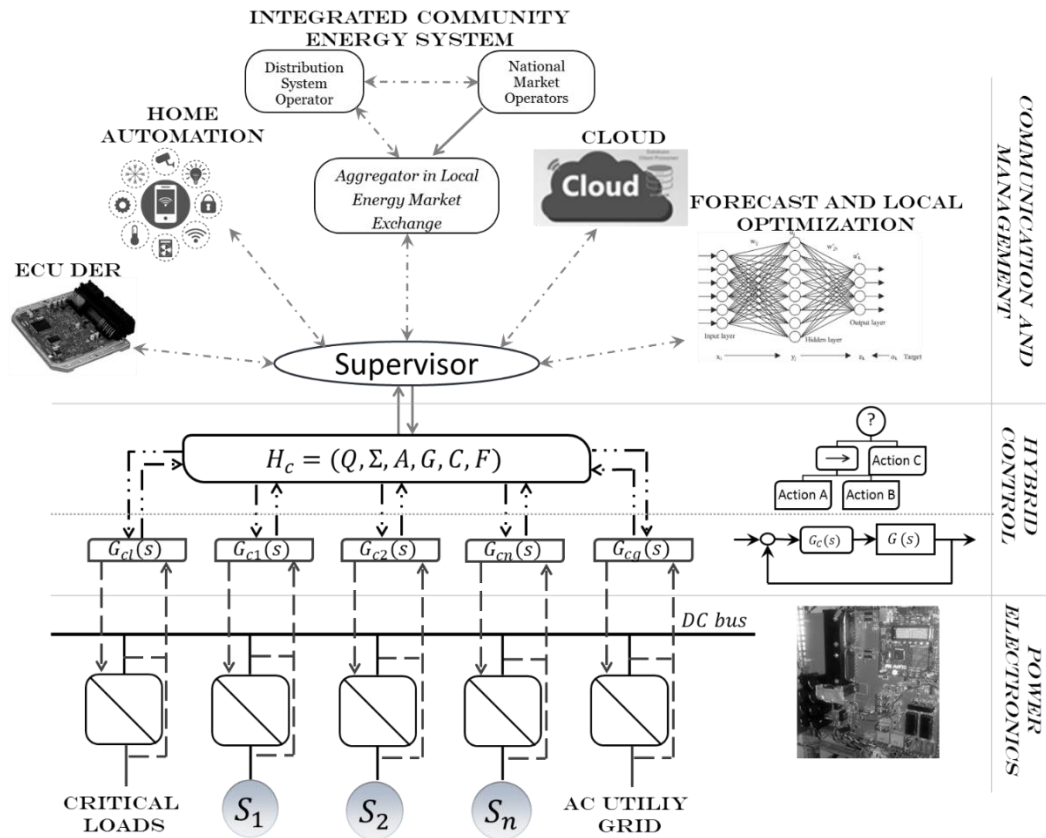 INTEGRATED COMMUNITY
ENERGY SYSTEM
Distribution
System
Operator
National
Market
Operators
HOME
AUTOMATION
CLOUD
Cloud
Aggregator in Local
Energy Market
Exchange
FORECAST AND LOCAL
OPTIMIZATION
Input layer
Hidden layer
Output layer
Target
ECU DER
Supervisor
COMMUNICATION AND
MANAGEMENT
H_c = (Q, Σ, A, G, C, F)
?
→
Action C
Action A
Action B
HYBRID
CONTROL
G_cl(s)
G_c1(s)
G_c2(s)
G_cn(s)
G_cg(s)
G_C(s)
G(s)
DC bus
POWER
ELECTRONICS
CRITICAL
LOADS
S_1
S_2
S_n
AC UTILIY
GRID